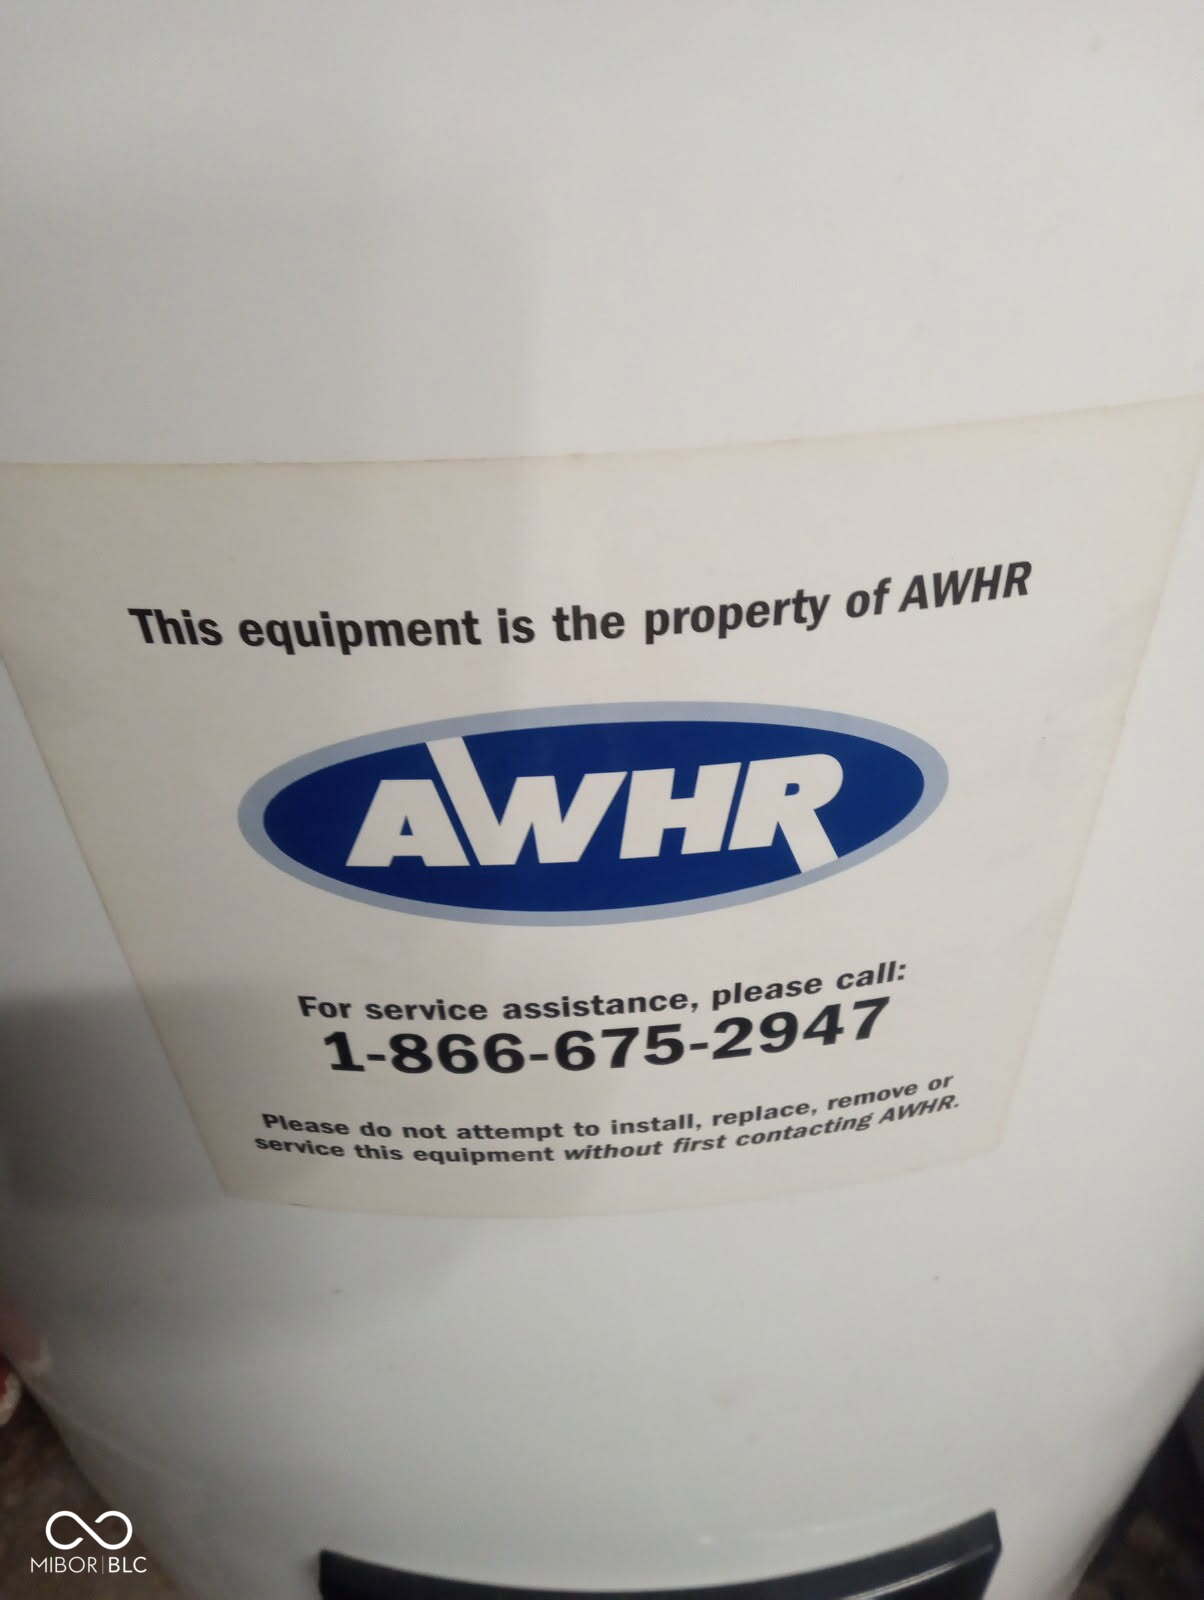 This equipment is the property of AWHR
AWHR
For service assistance, please call:
1-866-675-2947
Please do not attempt to install, replace, remove or
service this equipment without first contacting AWHR.
MIBOR|BLC